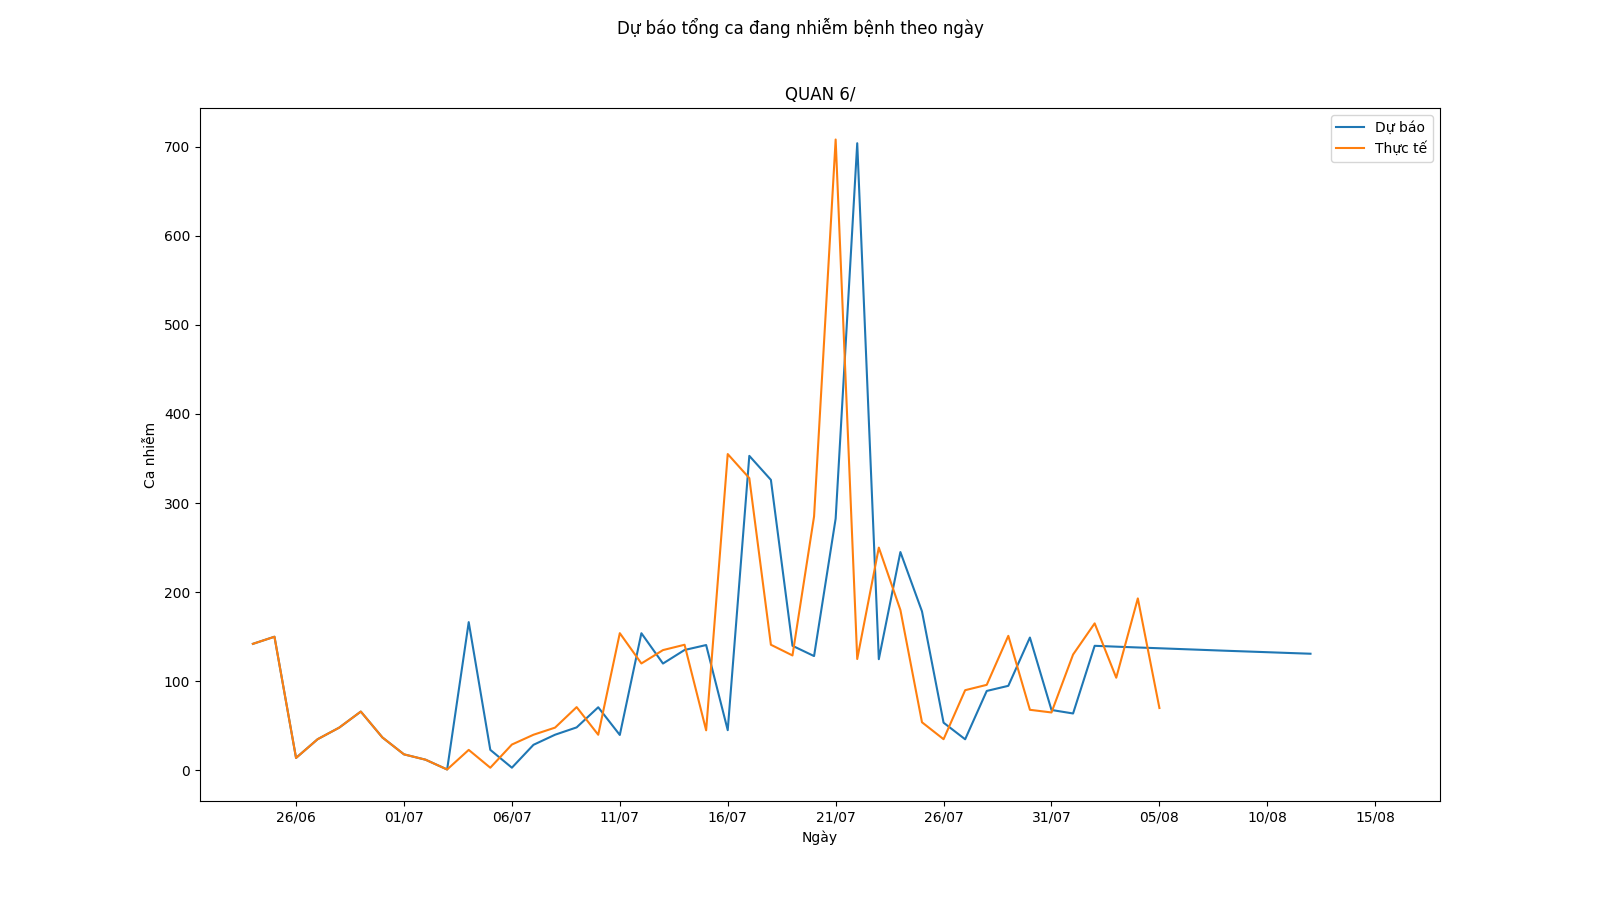 Dự báo tổng ca đang nhiễm bệnh theo ngày
QUAN 6/
Dự báo
Thực tế
700
600
500
400
300
200
100
0
Ca nhiễm
26/06 01/07 06/07 11/07 16/07 21/07 26/07 31/07 05/08 10/08 15/08
Ngày